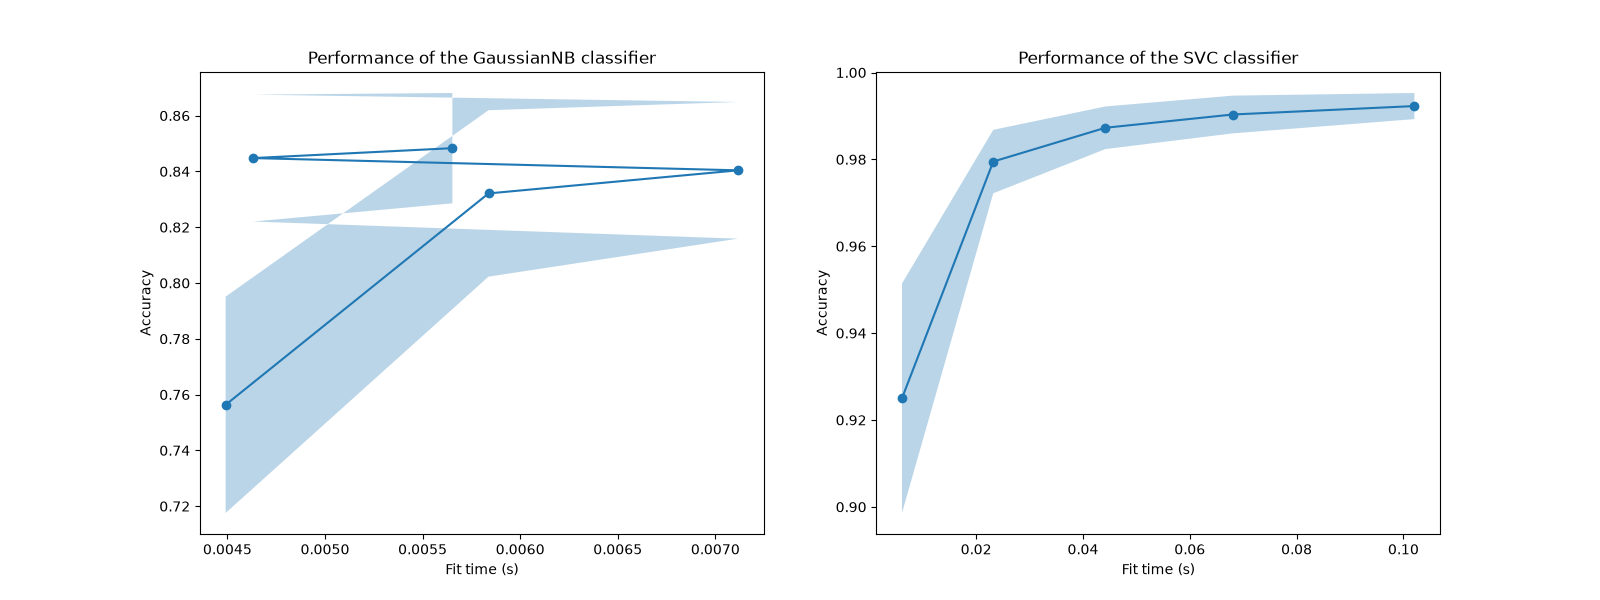 Performance of the GaussianNB classifier
Accuracy
0.86
0.84
0.82
0.80
0.78
0.76
0.74
0.72
0.0045 0.0050 0.0055 0.0060 0.0065 0.0070
Fit time (s)
Performance of the SVC classifier
Accuracy
1.00
0.98
0.96
0.94
0.92
0.90
0.02 0.04 0.06 0.08 0.10
Fit time (s)